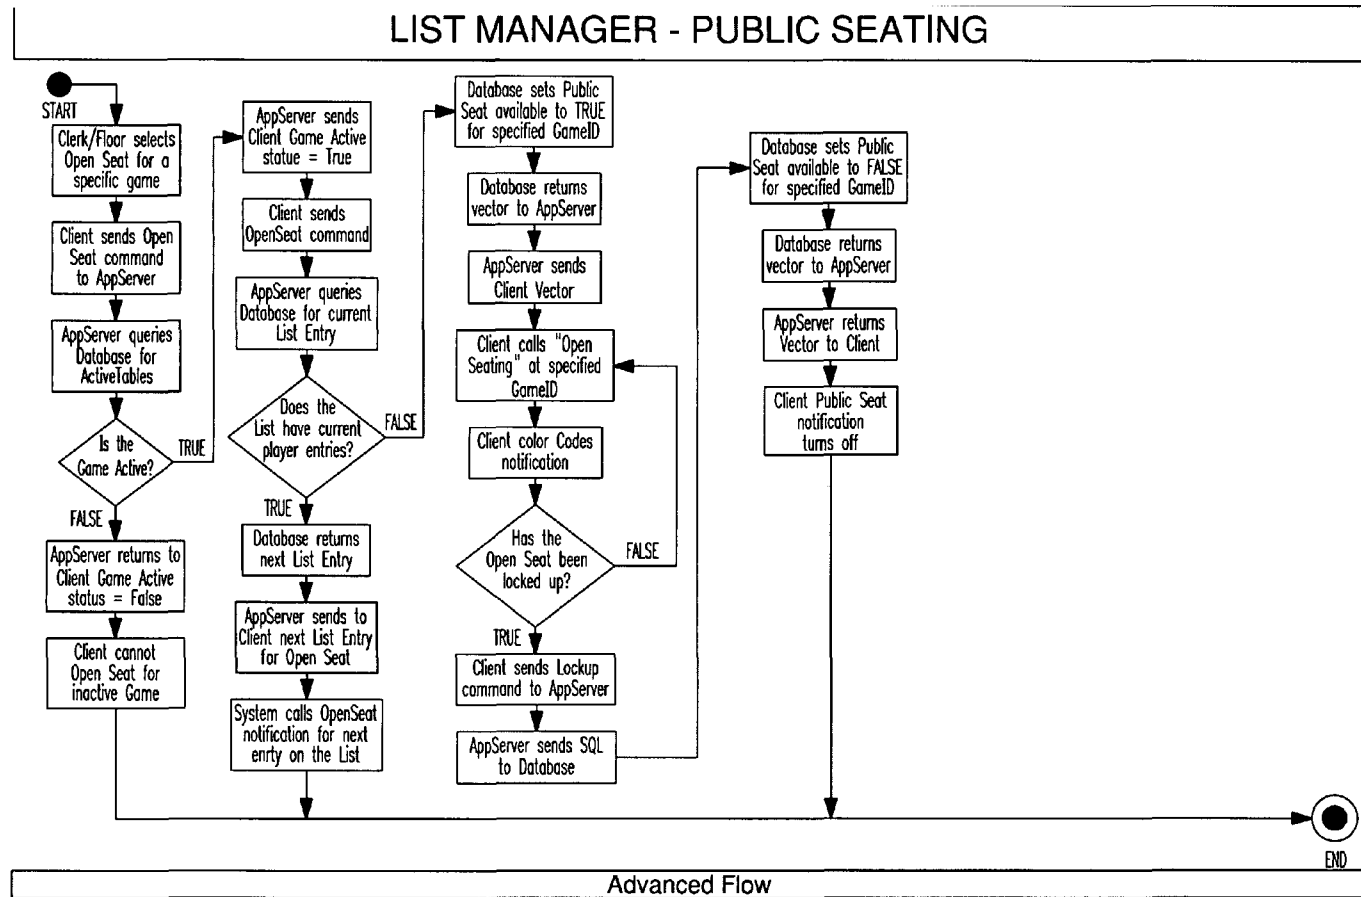 LIST MANAGER - PUBLIC SEATING
START
Clerk/Floor selects
Open Seat for a
specific game
Client sends Open
Seat command
to AppServer
AppServer queries
Database for
ActiveTables
Is the
Game Active?
TRUE
FALSE
AppServer returns to
Client Game Active
status = False
Client cannot
Open Seat for
inactive Game
AppServer sends
Client Game Active
status = True
Client sends
OpenSeat command
AppServer queries
Database for current
List Entry
Does the
List have current
player entries?
FALSE
TRUE
Database returns
next List Entry
AppServer sends to
Client next List Entry
for Open Seat
System calls OpenSeat
notification for next
enrty on the List
Database sets Public
Seat available to TRUE
for specified GameID
Database returns
vector to AppServer
AppServer sends
Client Vector
Client calls "Open
Seating" at specified
GameID
Client color Codes
notification
Has the
Open Seat been
locked up?
FALSE
TRUE
Client sends Lockup
command to AppServer
AppServer sends SQL
to Database
Database sets Public
Seat available to FALSE
for specified GameID
Database returns
vector to AppServer
AppServer returns
Vector to Client
Client Public Seat
notification
turns off
END
Advanced Flow